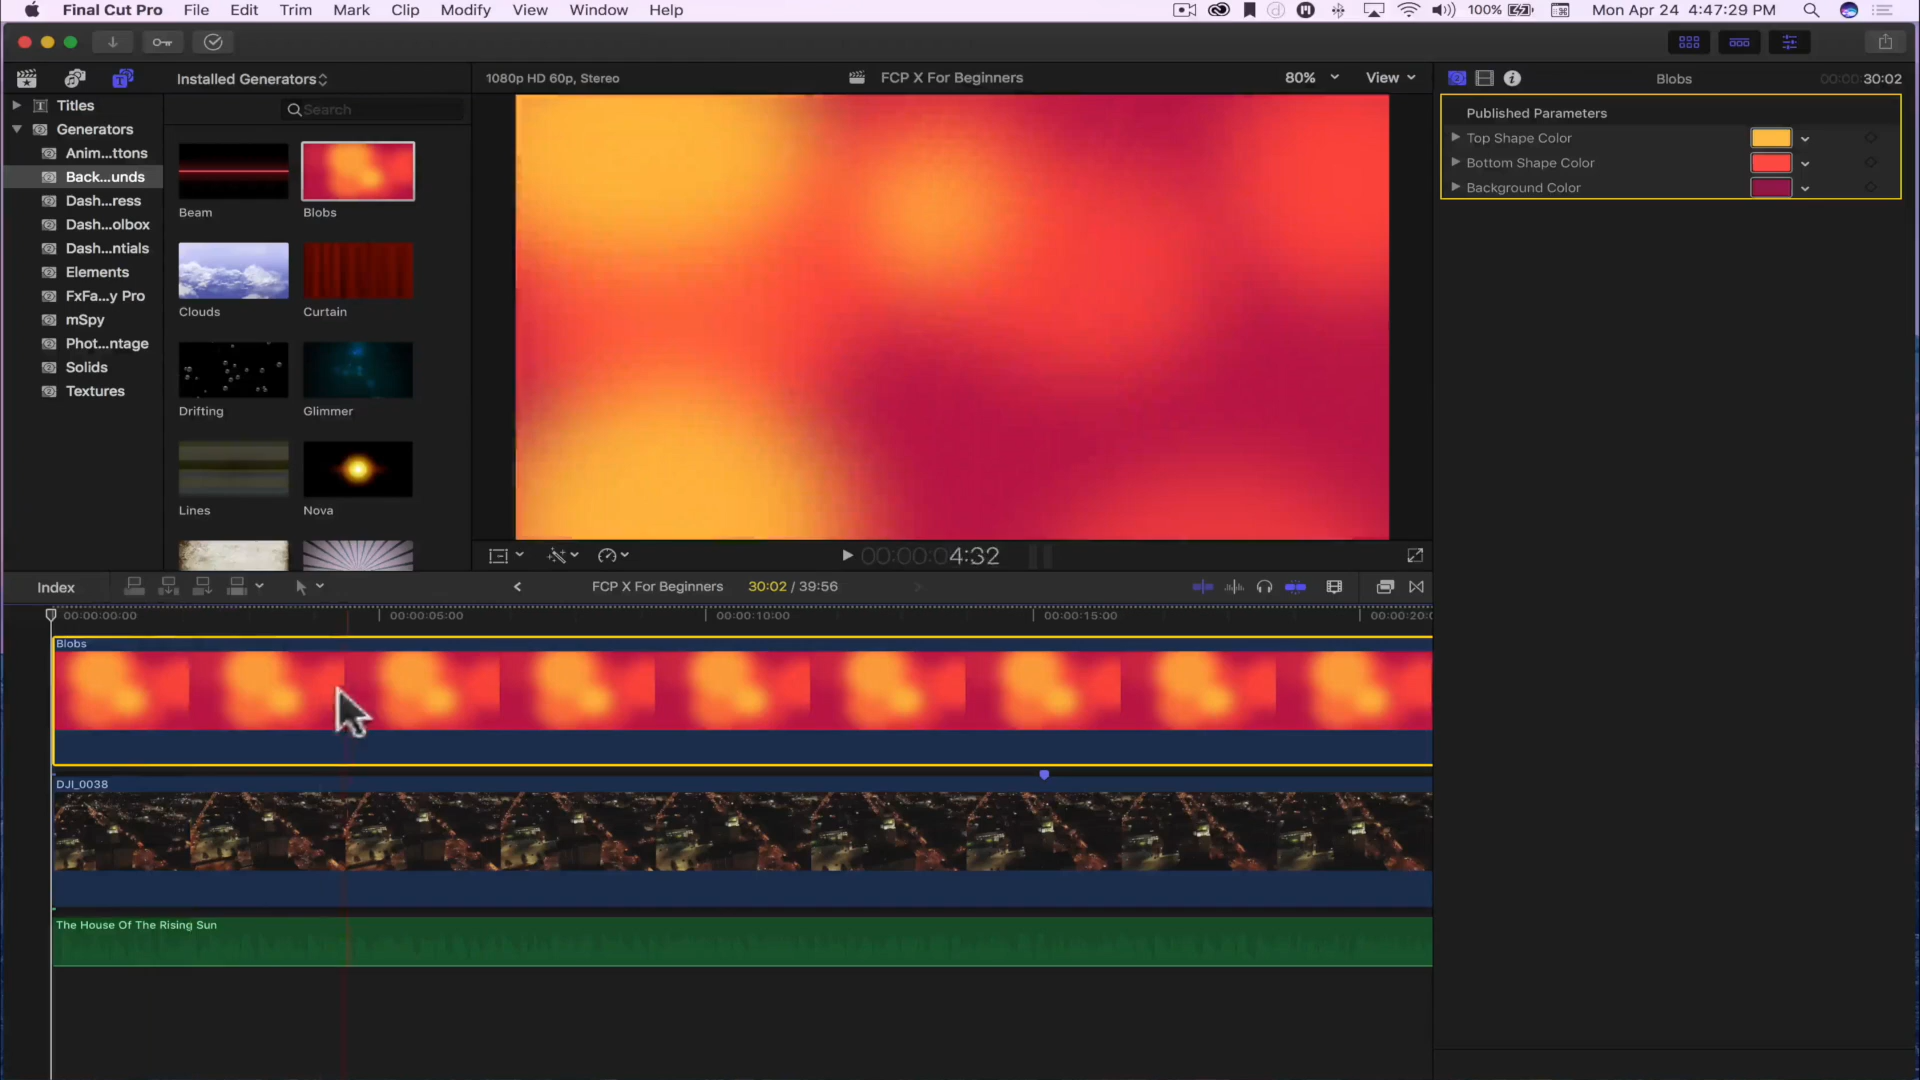 Final Cut Pro File Edit Trim Mark Clip Modify View Window Help 100% Mon Apr 24 4:47:29 PM
Installed Generators 1080p HD 60p, Stereo FCP X For Beginners 80% View Blobs 00:00:30:02
Titles
Search
Generators
Anim...ttons
Back...unds
Dash...ress
Dash...olbox
Dash...ntials
Elements
FxFa...y Pro
mSpy
Phot...ntage
Solids
Textures
Beam Blobs
Clouds Curtain
Drifting Glimmer
Lines Nova
Published Parameters
Top Shape Color
Bottom Shape Color
Background Color
00:00:04:32
Index FCP X For Beginners 30:02 / 39:56
00:00:00:00 00:00:05:00 00:00:10:00 00:00:15:00 00:00:20:0
Blobs
DJI_0038
The House Of The Rising Sun